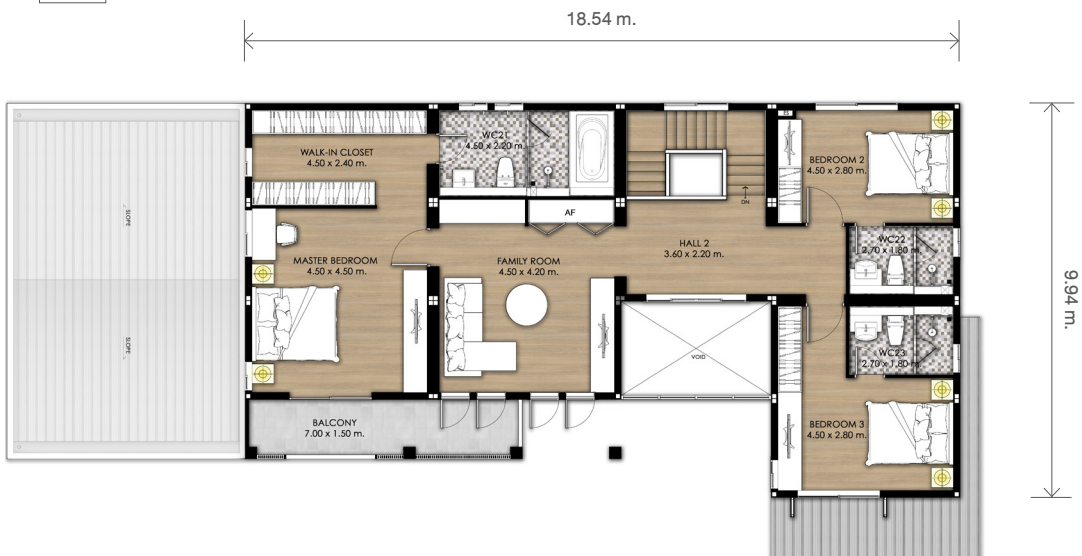 18.54 m.
WALK-IN CLOSET
4.50 x 2.40 m.
WC21
4.50 x 2.20 m.
BEDROOM 2
4.50 x 2.80 m.
DN
AF
SLOPE
MASTER BEDROOM
4.50 x 4.50 m.
FAMILY ROOM
4.50 x 4.20 m.
HALL 2
3.60 x 2.20 m.
WC22
2.70 x 1.80 m.
9.94 m.
SLOPE
VOID
WC23
2.70 x 1.80 m.
BALCONY
7.00 x 1.50 m.
BEDROOM 3
4.50 x 2.80 m.